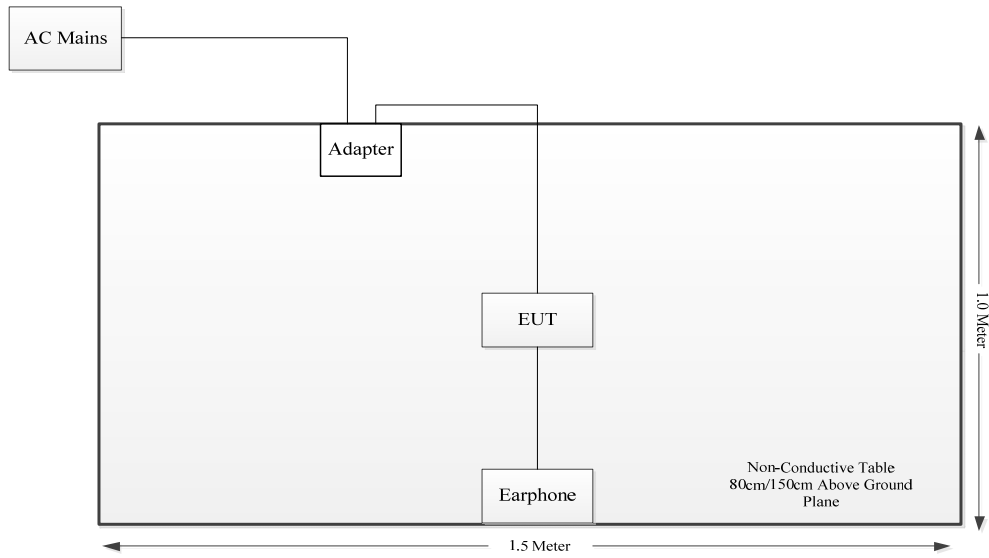 AC Mains
Adapter
EUT
1.0 Meter
Non-Conductive Table
80cm/150cm Above Ground
Plane
Earphone
1.5 Meter